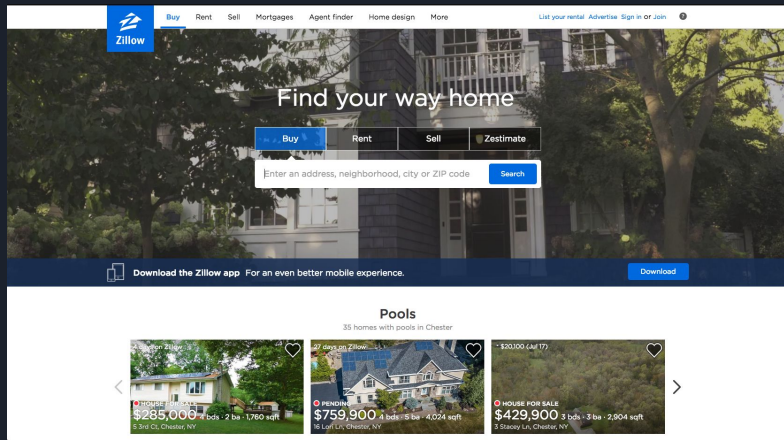 Zillow
Buy Rent Sell Mortgages Agent finder Home design More
List your rental Advertise Sign in or Join ?
Find your way home
Buy Rent Sell Zestimate
Enter an address, neighborhood, city or ZIP code Search
Download the Zillow app For an even better mobile experience. Download
Pools
35 homes with pools in Chester
days on Zillow
HOUSE FOR SALE
$285,000 4 bds · 2 ba · 1,760 sqft
5 3rd Ct, Chester, NY
27 days on Zillow
PENDING
$759,900 4 bds · 5 ba · 4,024 sqft
16 Lori Ln, Chester, NY
$20,100 (Jul 17)
HOUSE FOR SALE
$429,900 3 bds · 3 ba · 2,904 sqft
3 Stacey Ln, Chester, NY